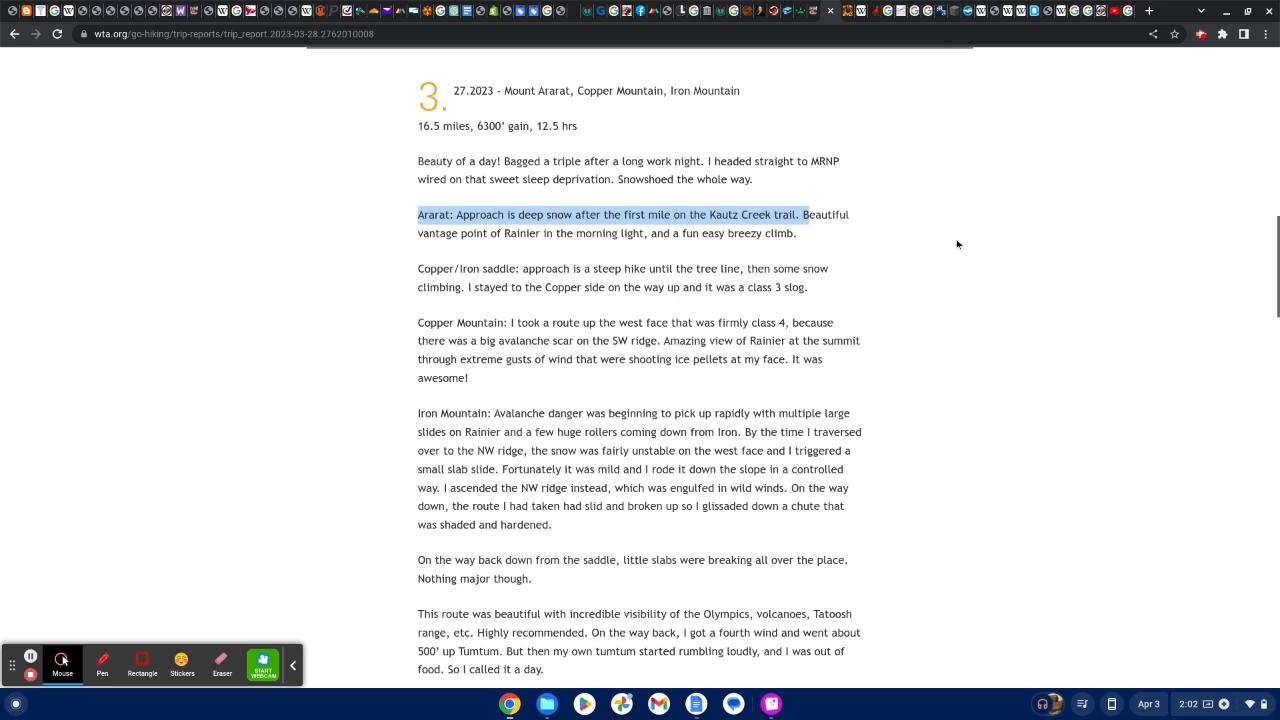 wta.org/go-hiking/trip-reports/trip_report.2023-03-28.2762010008
3. 27.2023 - Mount Ararat, Copper Mountain, Iron Mountain
16.5 miles, 6300’ gain, 12.5 hrs
Beauty of a day! Bagged a triple after a long work night. I headed straight to MRNP
wired on that sweet sleep deprivation. Snowshoed the whole way.
Ararat: Approach is deep snow after the first mile on the Kautz Creek trail. Beautiful
vantage point of Rainier in the morning light, and a fun easy breezy climb.
Copper/Iron saddle: approach is a steep hike until the tree line, then some snow
climbing. I stayed to the Copper side on the way up and it was a class 3 slog.
Copper Mountain: I took a route up the west face that was firmly class 4, because
there was a big avalanche scar on the SW ridge. Amazing view of Rainier at the summit
through extreme gusts of wind that were shooting ice pellets at my face. It was
awesome!
Iron Mountain: Avalanche danger was beginning to pick up rapidly with multiple large
slides on Rainier and a few huge rollers coming down from Iron. By the time I traversed
over to the NW ridge, the snow was fairly unstable on the west face and I triggered a
small slab slide. Fortunately it was mild and I rode it down the slope in a controlled
way. I ascended the NW ridge instead, which was engulfed in wild winds. On the way
down, the route I had taken had slid and broken up so I glissaded down a chute that
was shaded and hardened.
On the way back down from the saddle, little slabs were breaking all over the place.
Nothing major though.
This route was beautiful with incredible visibility of the Olympics, volcanoes, Tatoosh
range, etc. Highly recommended. On the way back, I got a fourth wind and went about
500’ up Tumtum. But then my own tumtum started rumbling loudly, and I was out of
food. So I called it a day.
Mouse Pen Rectangle Stickers Eraser START WEBCAM
Apr 3 2:02